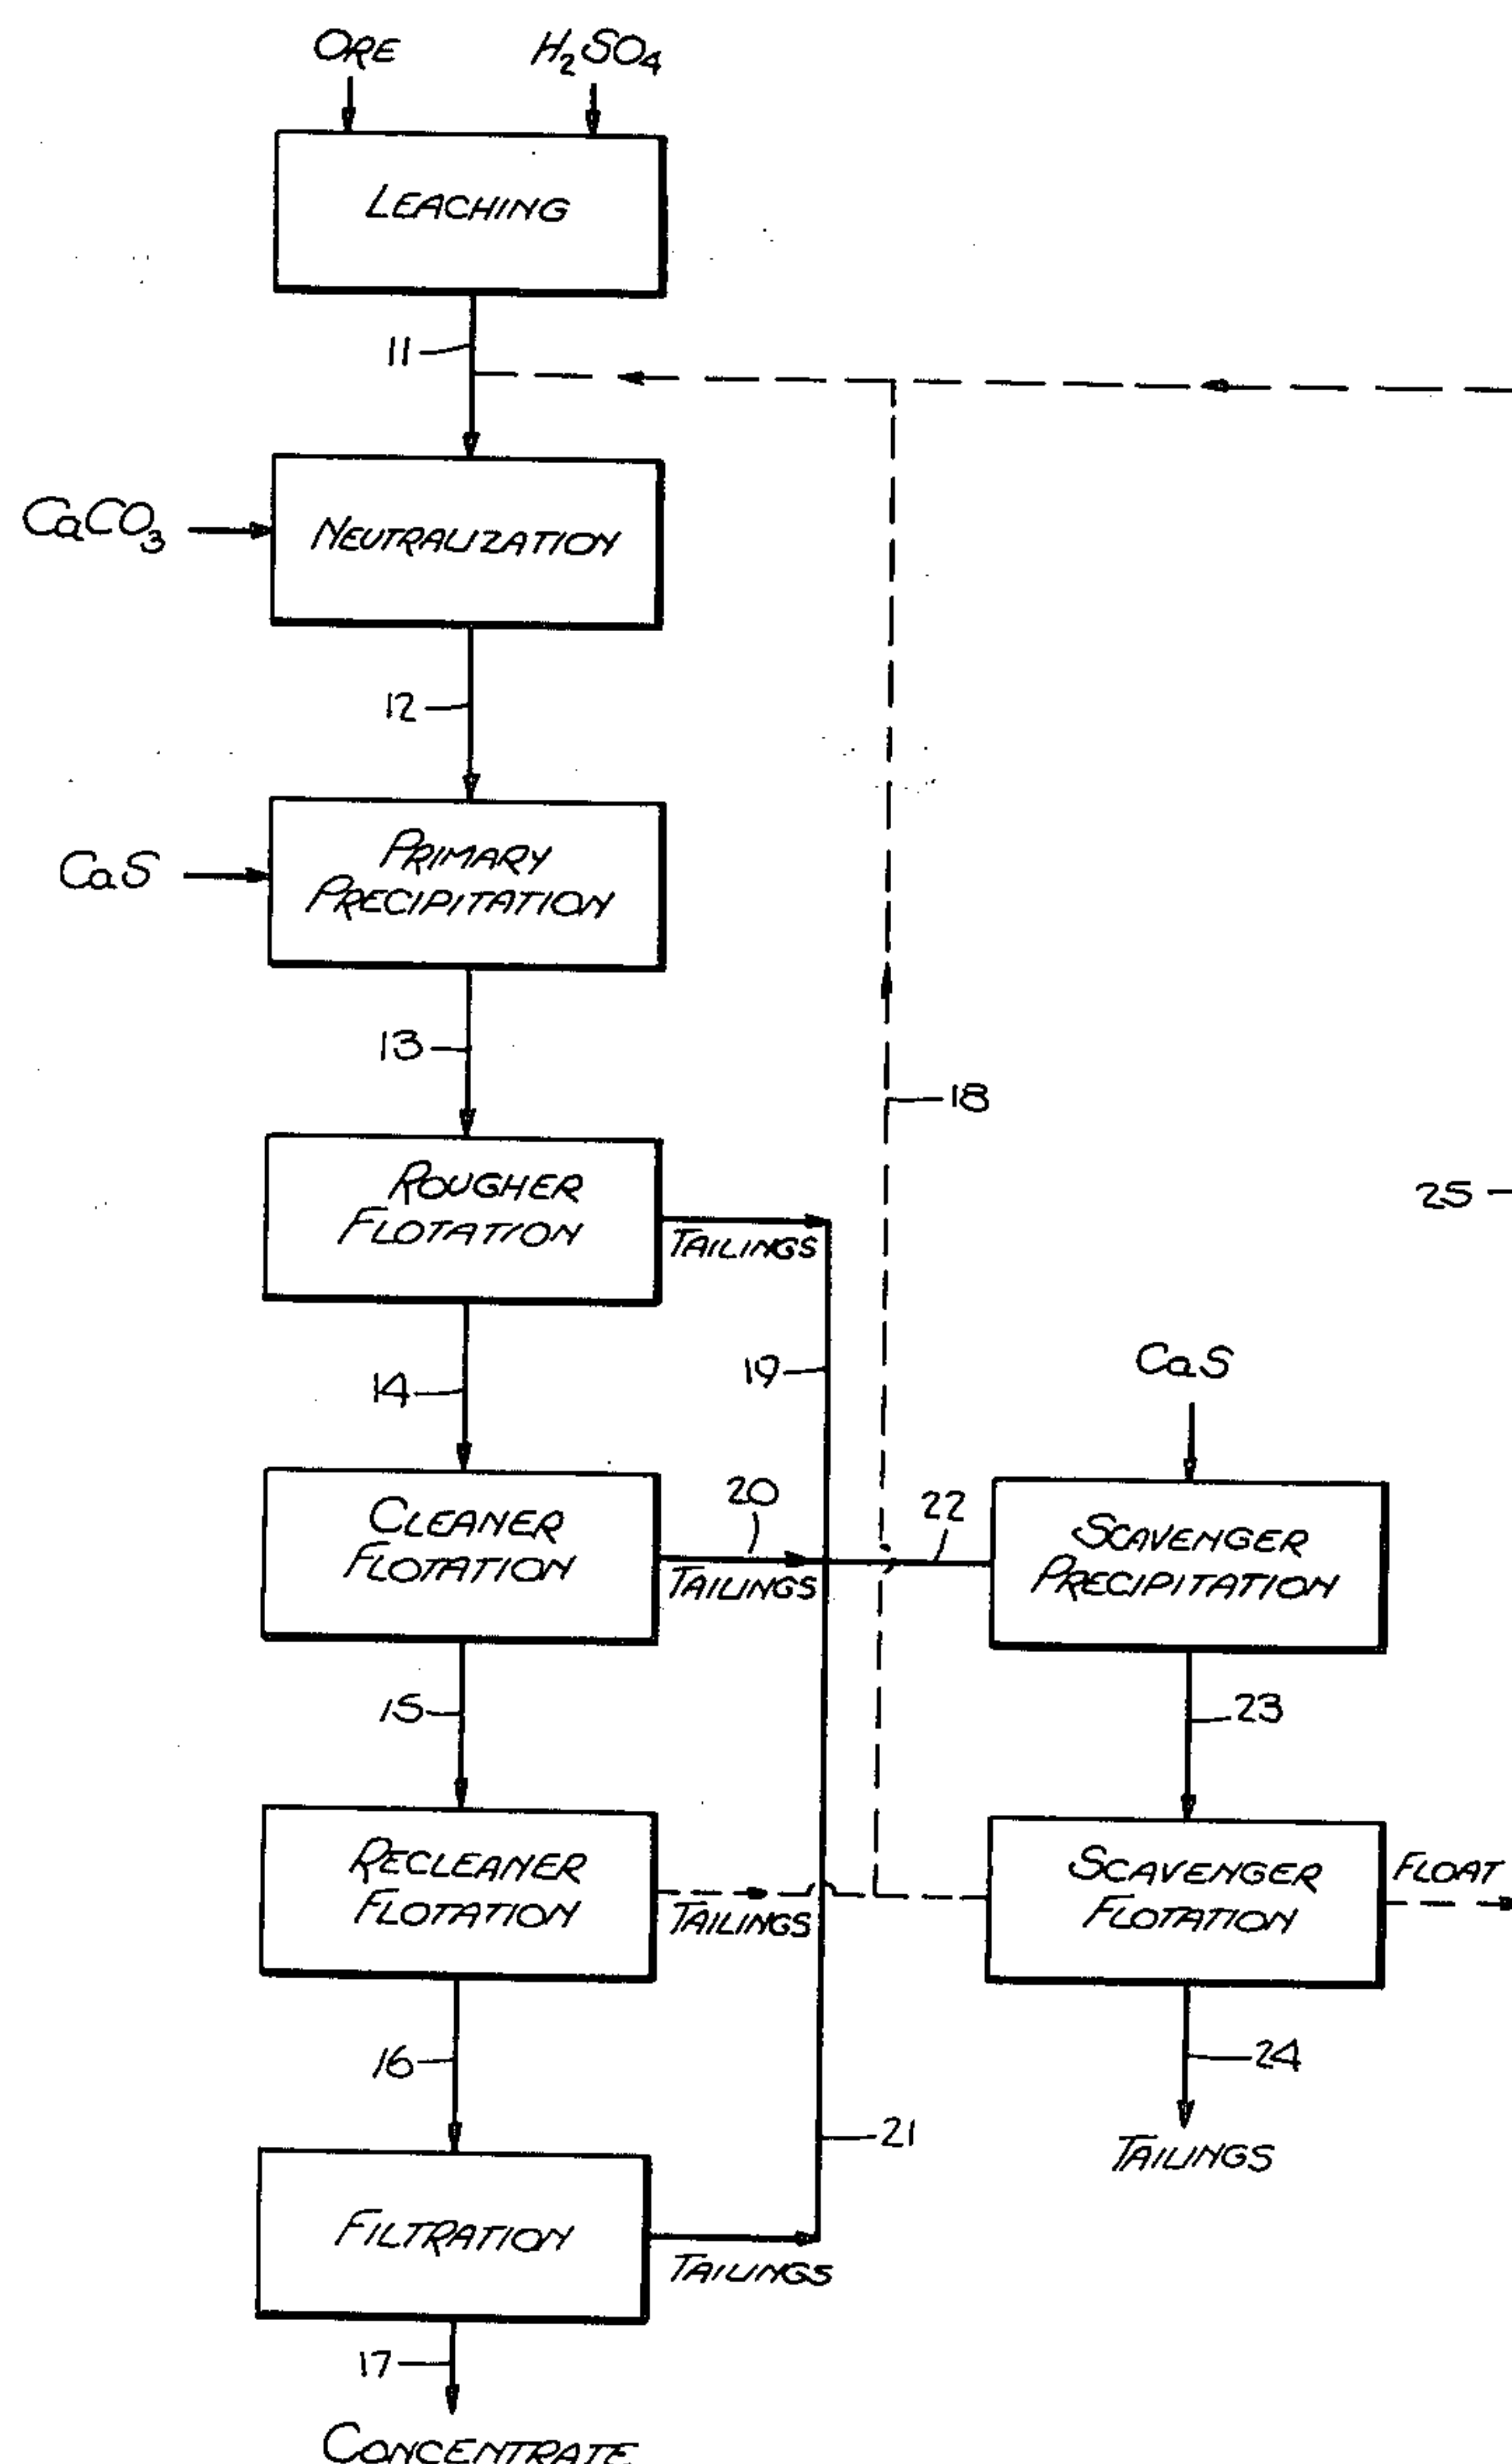 ORE
H2SO4
LEACHING
11
CaCO3
NEUTRALIZATION
12
CaS
PRIMARY
PRECIPITATION
13
18
ROUGHER
FLOTATION
TAILINGS
25
14
19
CaS
CLEANER
FLOTATION
20
TAILINGS
22
SCAVENGER
PRECIPITATION
15
23
RECLEANER
FLOTATION
TAILINGS
SCAVENGER
FLOTATION
FLOAT
16
24
TAILINGS
21
FILTRATION
TAILINGS
17
CONCENTRATE